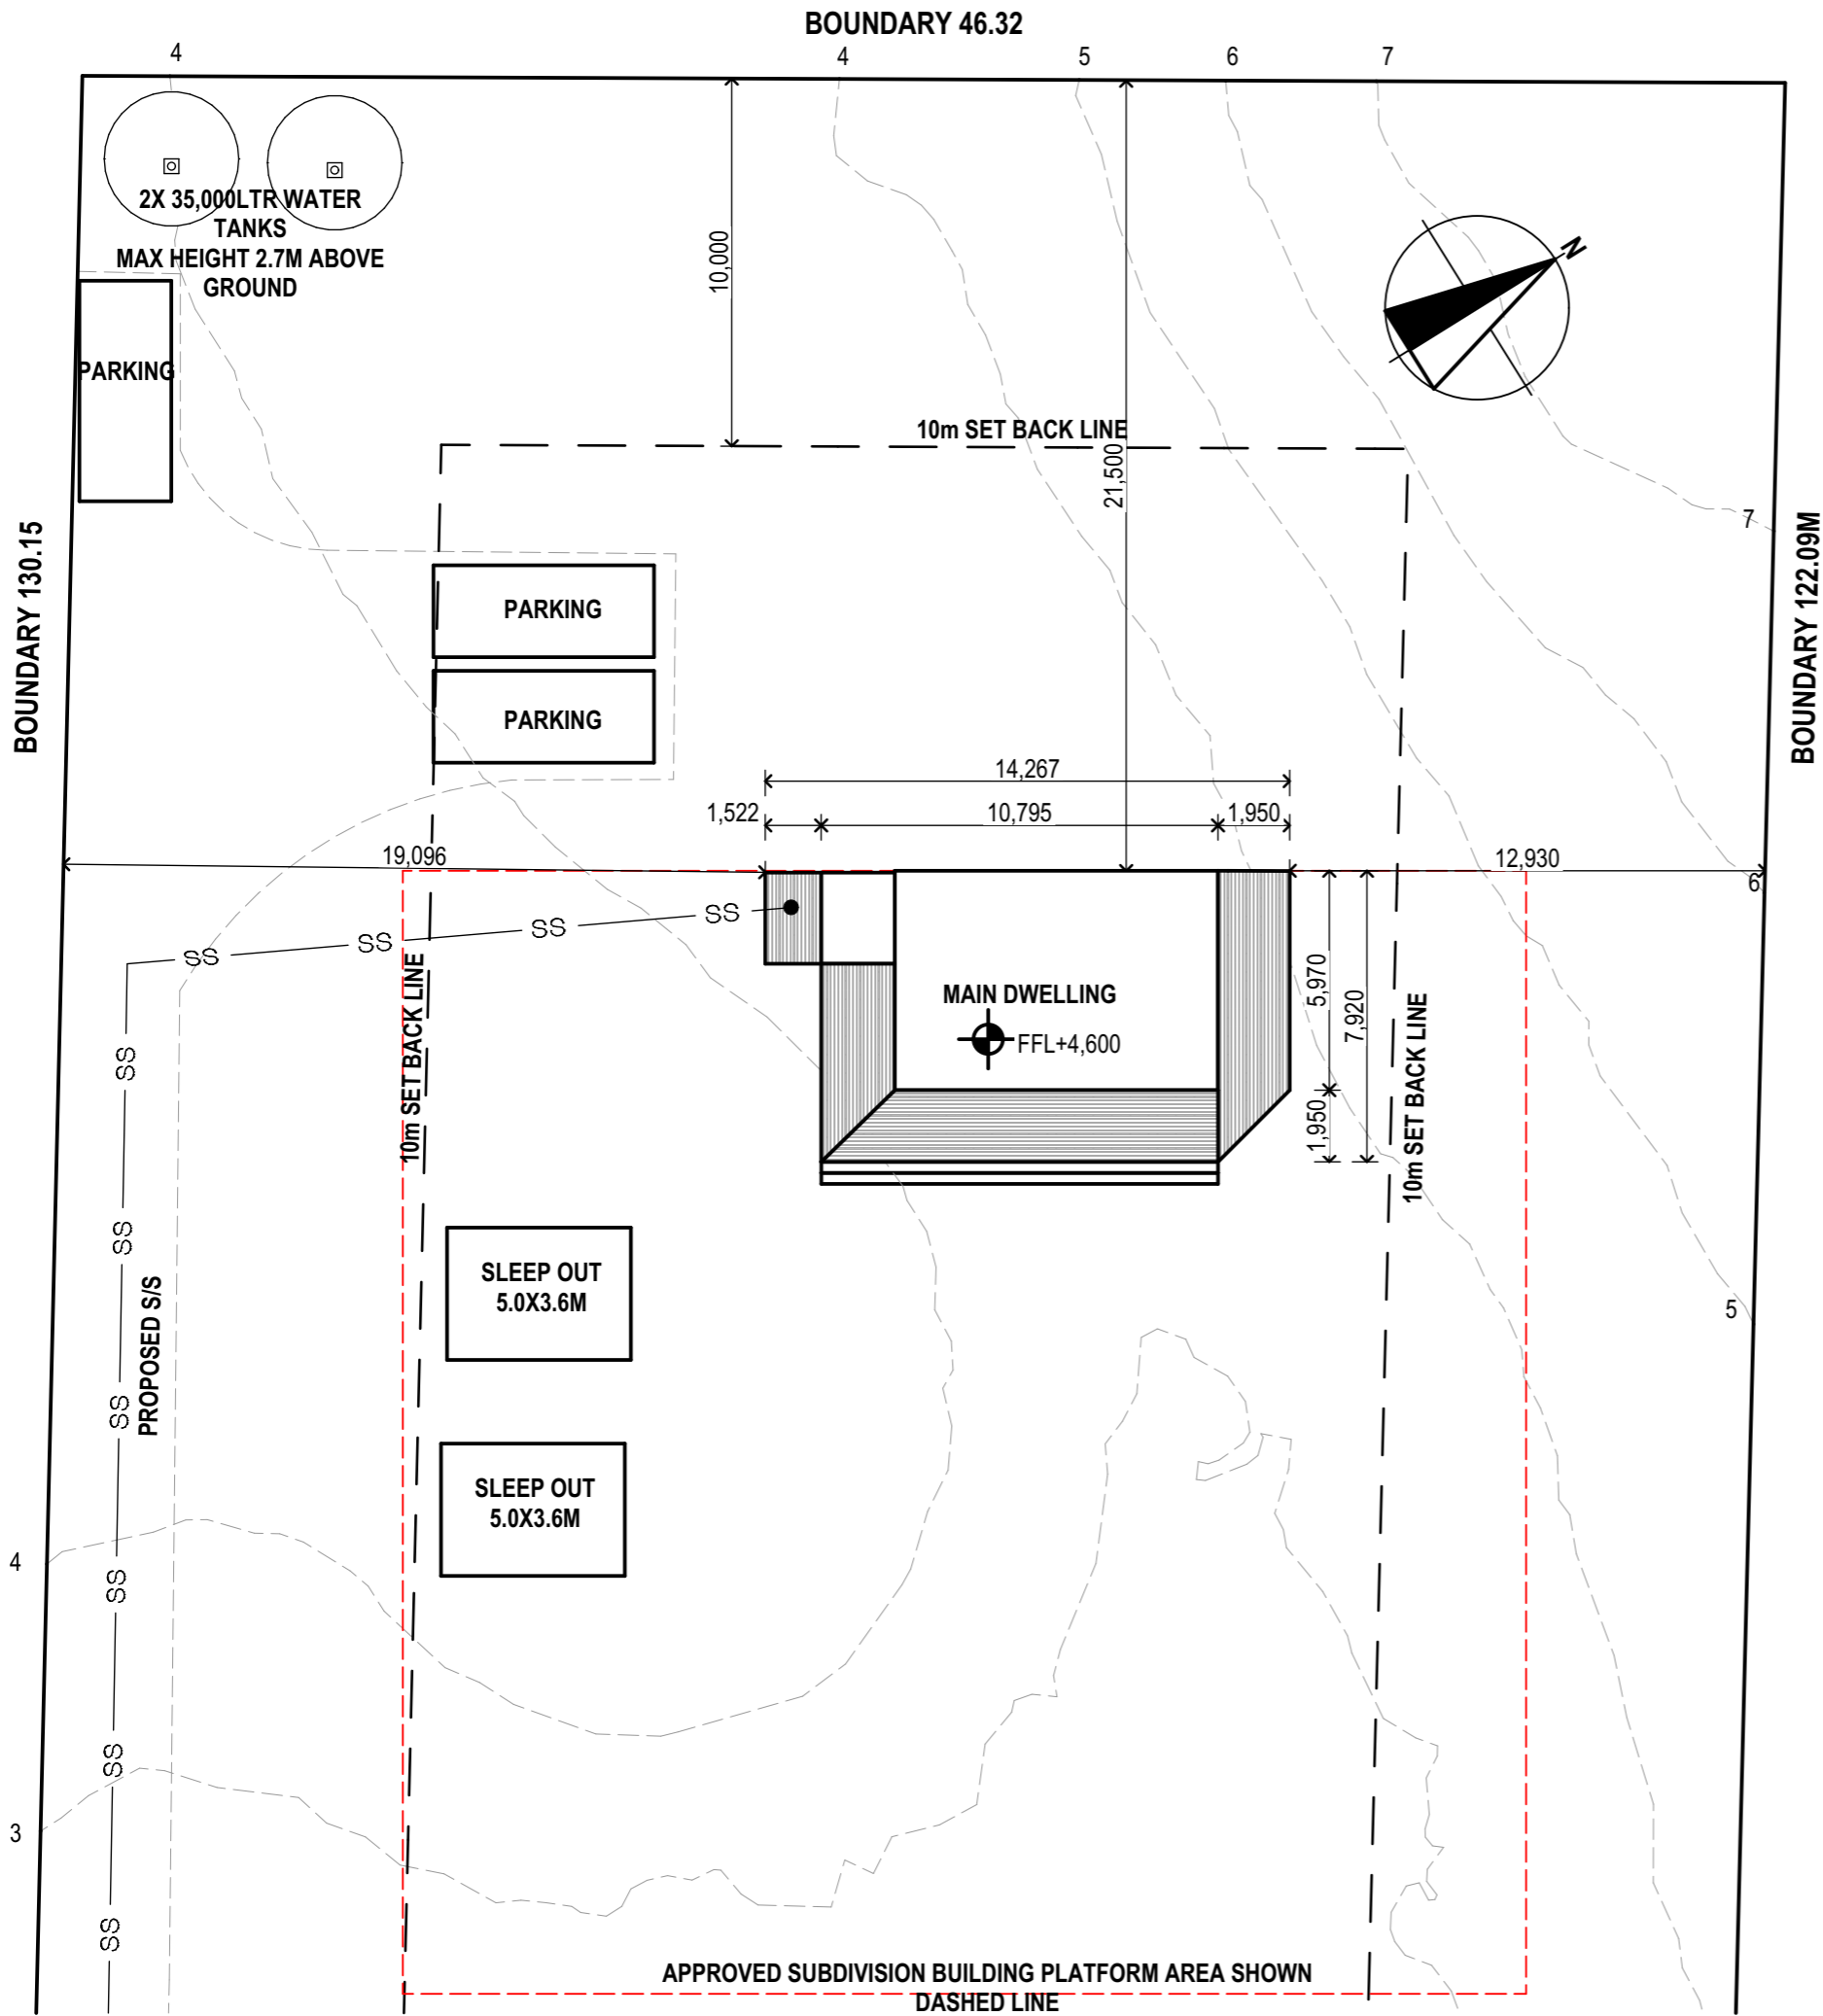 BOUNDARY 46.32
4
4
5
6
7
2X 35,000LTR WATER
TANKS
MAX HEIGHT 2.7M ABOVE
GROUND
N
10,000
PARKING
10m SET BACK LINE
21,500
7
BOUNDARY 130.15
BOUNDARY 122.09M
PARKING
PARKING
14,267
1,522
10,795
1,950
19,096
12,930
6
SS
SS
SS
SS
10m SET BACK LINE
MAIN DWELLING
FFL+4,600
5,970
7,920
1,950
10m SET BACK LINE
SS
SS
PROPOSED S/S
SLEEP OUT
5.0X3.6M
5
SS
SLEEP OUT
5.0X3.6M
4
SS
SS
3
SS
APPROVED SUBDIVISION BUILDING PLATFORM AREA SHOWN
DASHED LINE